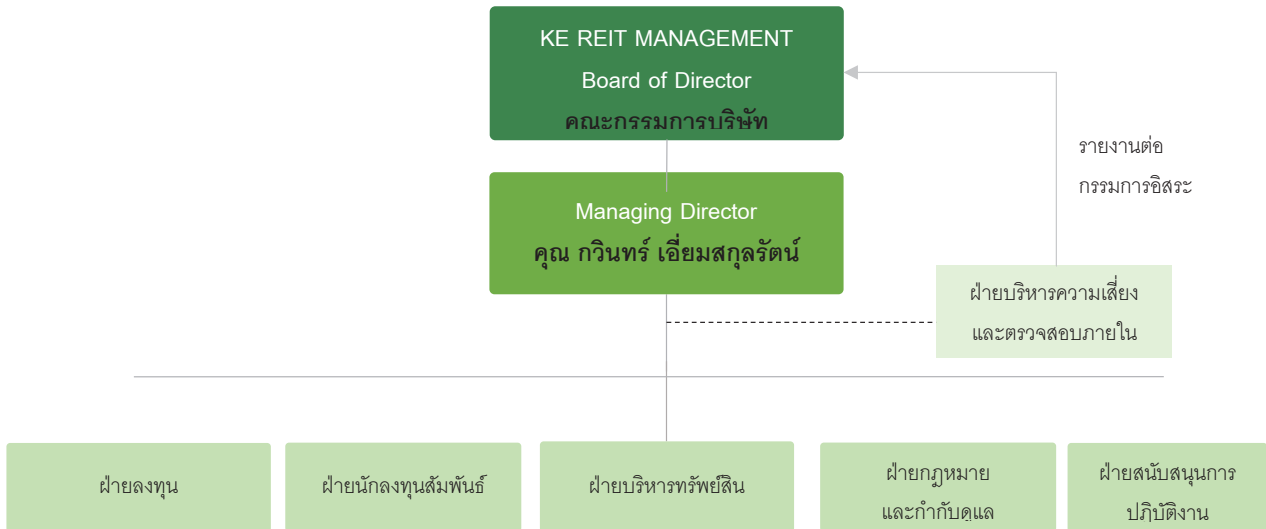 KE REIT MANAGEMENT
Board of Director
คณะกรรมการบริษัท
รายงานต่อ
กรรมการอิสระ
Managing Director
คุณ กวินทร์ เอี่ยมสกุลรัตน์
ฝ่ายบริหารความเสี่ยง
และตรวจสอบภายใน
ฝ่ายลงทุน
ฝ่ายนักลงทุนสัมพันธ์
ฝ่ายบริหารทรัพย์สิน
ฝ่ายกฎหมาย
และกำกับดูแล
ฝ่ายสนับสนุนการ
ปฏิบัติงาน